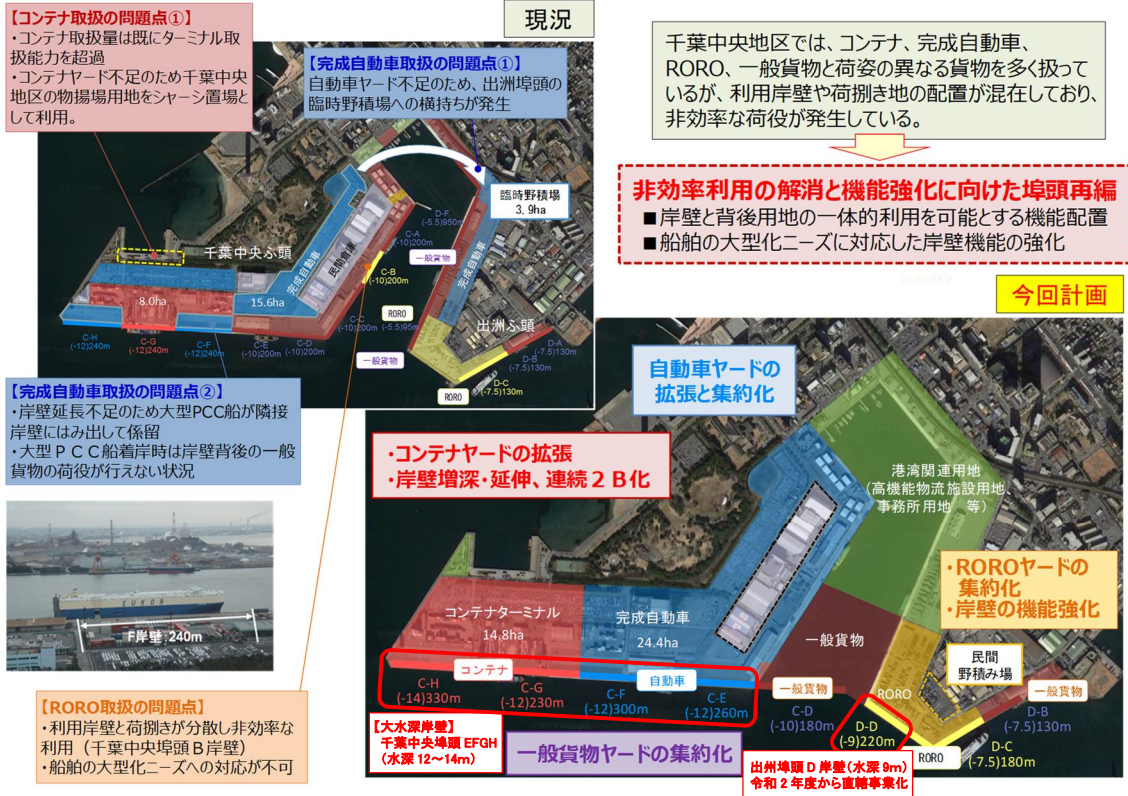 【コンテナ取扱の問題点①】
・コンテナ取扱量は既にターミナル取
扱能力を超過
・コンテナヤード不足のため千葉中央
地区の物揚場用地をシャーシ置場と
して利用。
現況
【完成自動車取扱の問題点①】
自動車ヤード不足のため、出洲埠頭の
臨時野積場への横持ちが発生
千葉中央地区では、コンテナ、完成自動車、
RORO、一般貨物と荷姿の異なる貨物を多く扱って
いるが、利用岸壁や荷捌き地の配置が混在しており、
非効率な荷役が発生している。
非効率利用の解消と機能強化に向けた埠頭再編
■岸壁と背後用地の一体的利用を可能とする機能配置
■船舶の大型化ニーズに対応した岸壁機能の強化
臨時野積場
3.9ha
D-F
(-5.5)950m
C-A
(-10)200m
一般貨物
C-B
(-10)200m
千葉中央ふ頭
完成自動車
民間倉庫
完成自動車
8.0ha
15.6ha
RORO
(-5.5)95m
出洲ふ頭
C-H
(-12)240m
C-G
(-12)240m
C-F
(-12)240m
C-E
(-10)200m
C-D
(-10)200m
C-C
(-10)200m
一般貨物
D-A
(-7.5)130m
D-B
(-7.5)130m
D-C
(-7.5)130m
RORO
【完成自動車取扱の問題点②】
・岸壁延長不足のため大型PCC船が隣接
岸壁にはみ出して係留
・大型ＰＣＣ船着岸時は岸壁背後の一般
貨物の荷役が行えない状況
EUKOR
F岸壁:240m
【RORO取扱の問題点】
・利用岸壁と荷捌きが分散し非効率な
利用（千葉中央埠頭Ｂ岸壁）
・船舶の大型化ニーズへの対応が不可
今回計画
自動車ヤードの
拡張と集約化
・コンテナヤードの拡張
・岸壁増深・延伸、連続２Ｂ化
港湾関連用地
（高機能物流施設用地、
事務所用地　等）
・ROROヤードの
集約化
・岸壁の機能強化
コンテナターミナル
14.8ha
完成自動車
24.4ha
一般貨物
民間
野積み場
コンテナ
自動車
一般貨物
RORO
一般貨物
C-H
(-14)330m
C-G
(-12)230m
C-F
(-12)300m
C-E
(-12)260m
C-D
(-10)180m
D-D
(-9)220m
D-B
(-7.5)130m
D-C
(-7.5)180m
RORO
【大水深岸壁】
千葉中央埠頭 EFGH
（水深 12～14m）
一般貨物ヤードの集約化
出州埠頭 D 岸壁（水深 9m）
令和 2 年度から直轄事業化